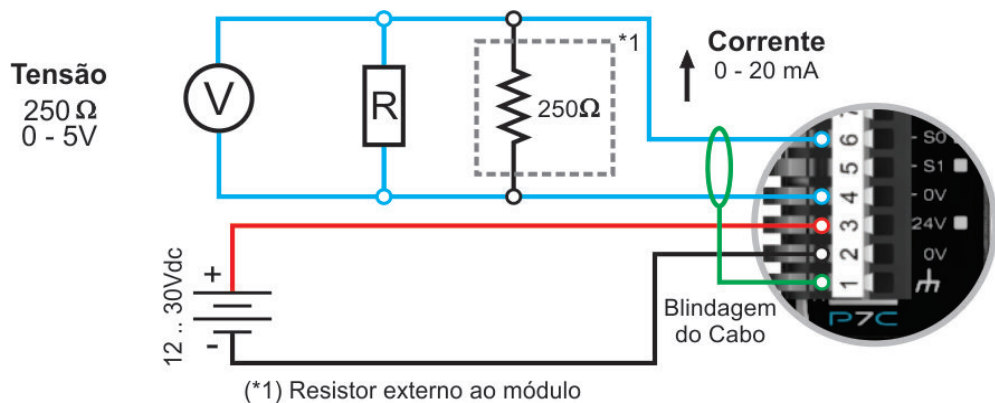 Tensão
250 Ω
0 - 5V
V
R
*1
250Ω
Corrente
0 - 20 mA
6
5
4
3
2
1
S0
S1
0V
24V
0V
P7C
12 .. 30Vdc
+
-
Blindagem
do Cabo
(*1) Resistor externo ao módulo